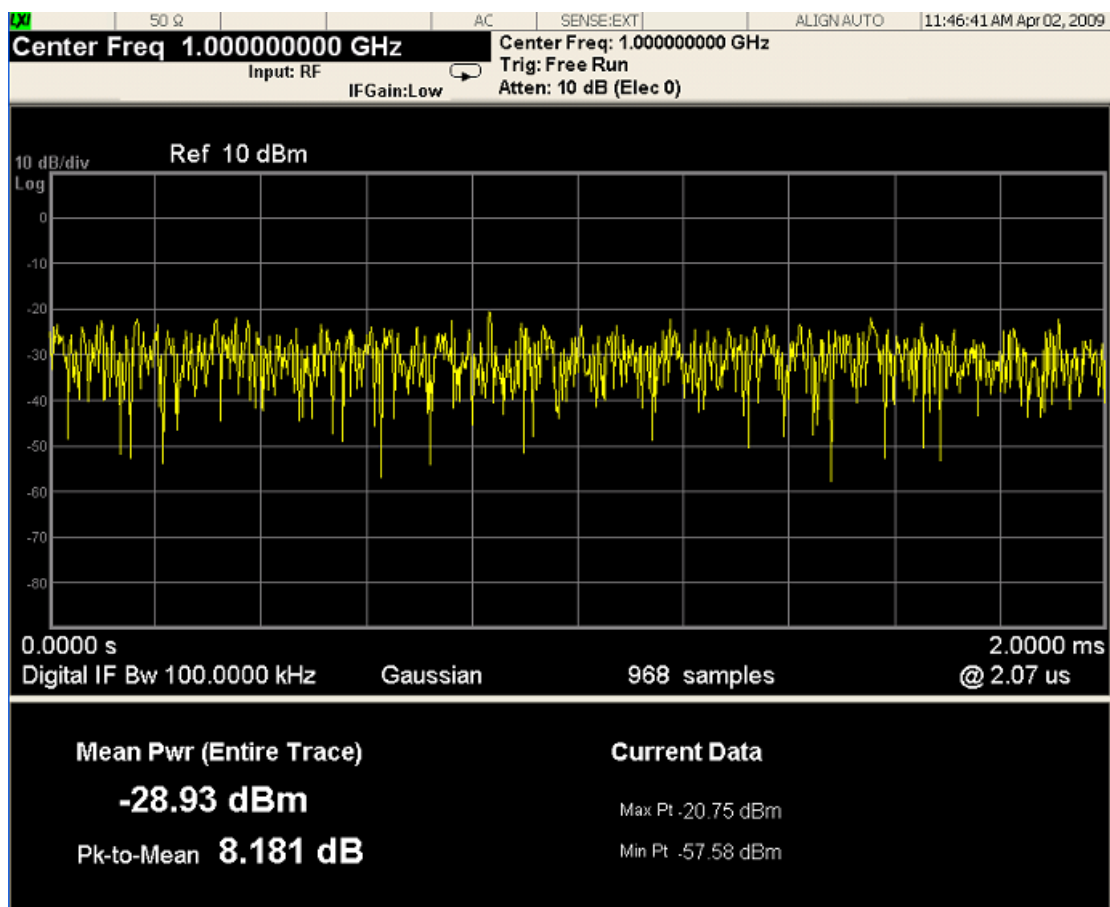 LXI 50 Ω AC SENSE:EXT ALIGN AUTO 11:46:41 AM Apr 02, 2009
Center Freq 1.000000000 GHz
Input: RF
IFGain:Low
Center Freq: 1.000000000 GHz
Trig: Free Run
Atten: 10 dB (Elec 0)
10 dB/div Ref 10 dBm
Log
0
-10
-20
-30
-40
-50
-60
-70
-80
0.0000 s 2.0000 ms
Digital IF Bw 100.0000 kHz Gaussian 968 samples @ 2.07 us
Mean Pwr (Entire Trace)
-28.93 dBm
Pk-to-Mean 8.181 dB
Current Data
Max Pt -20.75 dBm
Min Pt -57.58 dBm